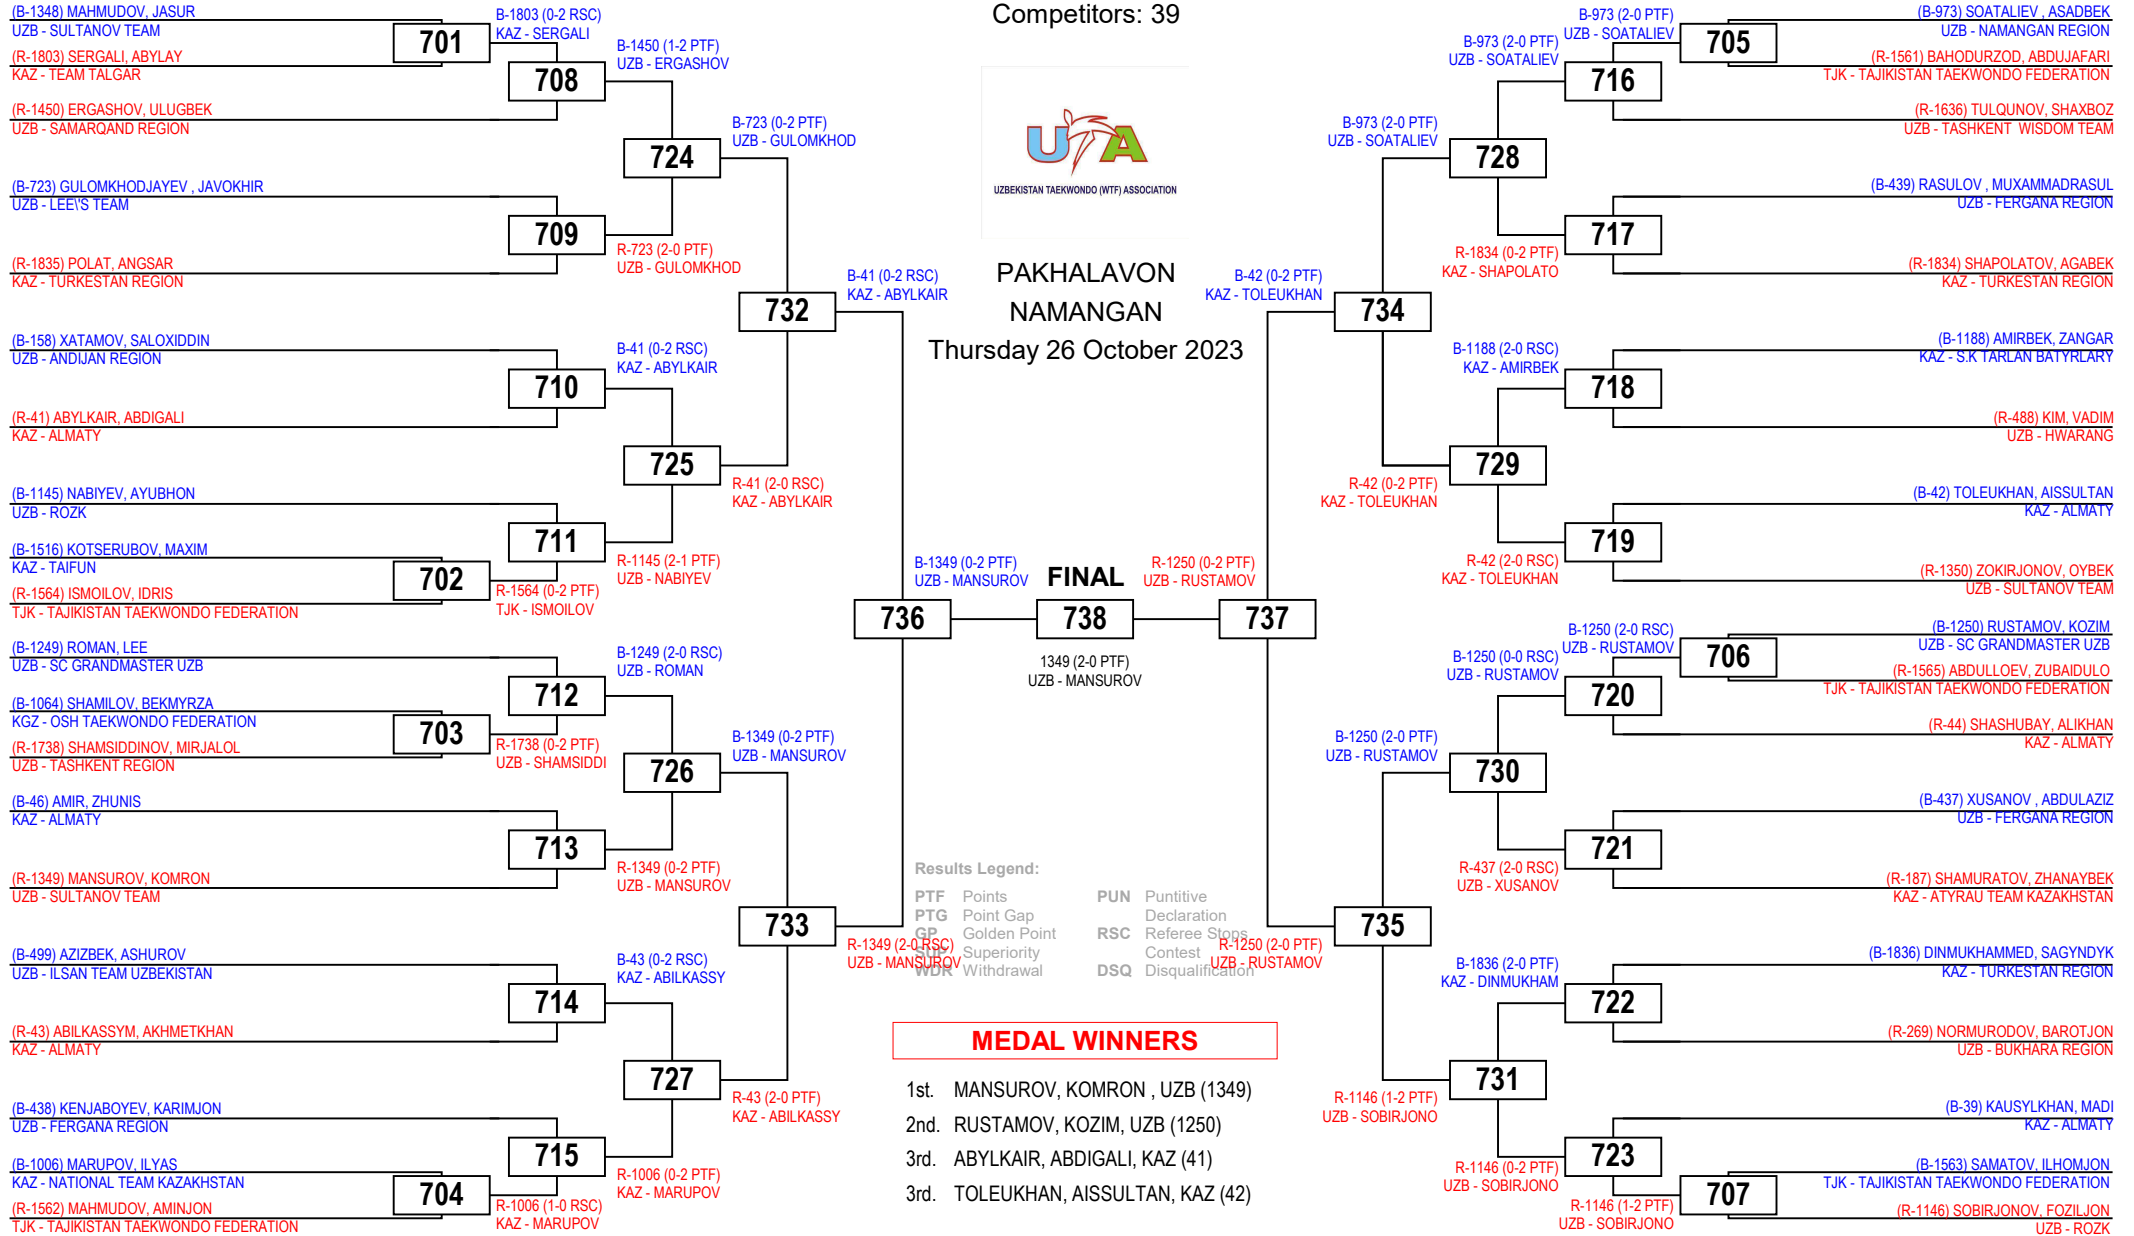 Competitors: 39
UTA
UZBEKISTAN TAEKWONDO (WTF) ASSOCIATION
PAKHALAVON
NAMANGAN
Thursday 26 October 2023
(B-1348) MAHMUDOV, JASUR
UZB - SULTANOV TEAM
(R-1803) SERGALI, ABYLAY
KAZ - TEAM TALGAR
701
B-1803 (0-2 RSC)
KAZ - SERGALI
(R-1450) ERGASHOV, ULUGBEK
UZB - SAMARQAND REGION
708
B-1450 (1-2 PTF)
UZB - ERGASHOV
(B-723) GULOMKHODJAYEV , JAVOKHIR
UZB - LEE\'S TEAM
(R-1835) POLAT, ANGSAR
KAZ - TURKESTAN REGION
709
R-723 (2-0 PTF)
UZB - GULOMKHOD
724
B-723 (0-2 PTF)
UZB - GULOMKHOD
(B-158) XATAMOV, SALOXIDDIN
UZB - ANDIJAN REGION
(R-41) ABYLKAIR, ABDIGALI
KAZ - ALMATY
710
B-41 (0-2 RSC)
KAZ - ABYLKAIR
(B-1145) NABIYEV, AYUBHON
UZB - ROZK
(B-1516) KOTSERUBOV, MAXIM
KAZ - TAIFUN
(R-1564) ISMOILOV, IDRIS
TJK - TAJIKISTAN TAEKWONDO FEDERATION
702
R-1564 (0-2 PTF)
TJK - ISMOILOV
711
R-1145 (2-1 PTF)
UZB - NABIYEV
725
R-41 (2-0 RSC)
KAZ - ABYLKAIR
732
B-41 (0-2 RSC)
KAZ - ABYLKAIR
(B-1249) ROMAN, LEE
UZB - SC GRANDMASTER UZB
(B-1064) SHAMILOV, BEKMYRZA
KGZ - OSH TAEKWONDO FEDERATION
(R-1738) SHAMSIDDINOV, MIRJALOL
UZB - TASHKENT REGION
703
R-1738 (0-2 PTF)
UZB - SHAMSIDDI
712
B-1249 (2-0 RSC)
UZB - ROMAN
(B-46) AMIR, ZHUNIS
KAZ - ALMATY
(R-1349) MANSUROV, KOMRON
UZB - SULTANOV TEAM
713
R-1349 (0-2 PTF)
UZB - MANSUROV
726
B-1349 (0-2 PTF)
UZB - MANSUROV
(B-499) AZIZBEK, ASHUROV
UZB - ILSAN TEAM UZBEKISTAN
(R-43) ABILKASSYM, AKHMETKHAN
KAZ - ALMATY
714
B-43 (0-2 RSC)
KAZ - ABILKASSY
(B-438) KENJABOYEV, KARIMJON
UZB - FERGANA REGION
(B-1006) MARUPOV, ILYAS
KAZ - NATIONAL TEAM KAZAKHSTAN
(R-1562) MAHMUDOV, AMINJON
TJK - TAJIKISTAN TAEKWONDO FEDERATION
704
R-1006 (1-0 RSC)
KAZ - MARUPOV
715
R-1006 (0-2 PTF)
KAZ - MARUPOV
727
R-43 (2-0 PTF)
KAZ - ABILKASSY
733
R-1349 (2-0 RSC)
UZB - MANSUROV
736
B-1349 (0-2 PTF)
UZB - MANSUROV
FINAL
738
1349 (2-0 PTF)
UZB - MANSUROV
R-1250 (0-2 PTF)
UZB - RUSTAMOV
737
B-42 (0-2 PTF)
KAZ - TOLEUKHAN
734
B-973 (2-0 PTF)
UZB - SOATALIEV
728
B-973 (2-0 PTF)
UZB - SOATALIEV
716
B-973 (2-0 PTF)
UZB - SOATALIEV
705
(B-973) SOATALIEV , ASADBEK
UZB - NAMANGAN REGION
(R-1561) BAHODURZOD, ABDUJAFARI
TJK - TAJIKISTAN TAEKWONDO FEDERATION
(R-1636) TULQUNOV, SHAXBOZ
UZB - TASHKENT WISDOM TEAM
R-1834 (0-2 PTF)
KAZ - SHAPOLATO
717
(B-439) RASULOV , MUXAMMADRASUL
UZB - FERGANA REGION
(R-1834) SHAPOLATOV, AGABEK
KAZ - TURKESTAN REGION
R-42 (0-2 PTF)
KAZ - TOLEUKHAN
729
B-1188 (2-0 RSC)
KAZ - AMIRBEK
718
(B-1188) AMIRBEK, ZANGAR
KAZ - S.K TARLAN BATYRLARY
(R-488) KIM, VADIM
UZB - HWARANG
R-42 (2-0 RSC)
KAZ - TOLEUKHAN
719
(B-42) TOLEUKHAN, AISSULTAN
KAZ - ALMATY
(R-1350) ZOKIRJONOV, OYBEK
UZB - SULTANOV TEAM
R-1250 (2-0 PTF)
UZB - RUSTAMOV
735
B-1250 (2-0 PTF)
UZB - RUSTAMOV
730
B-1250 (0-0 RSC)
UZB - RUSTAMOV
720
B-1250 (2-0 RSC)
UZB - RUSTAMOV
706
(B-1250) RUSTAMOV, KOZIM
UZB - SC GRANDMASTER UZB
(R-1565) ABDULLOEV, ZUBAIDULO
TJK - TAJIKISTAN TAEKWONDO FEDERATION
(R-44) SHASHUBAY, ALIKHAN
KAZ - ALMATY
R-437 (2-0 RSC)
UZB - XUSANOV
721
(B-437) XUSANOV , ABDULAZIZ
UZB - FERGANA REGION
(R-187) SHAMURATOV, ZHANAYBEK
KAZ - ATYRAU TEAM KAZAKHSTAN
R-1146 (1-2 PTF)
UZB - SOBIRJONO
731
B-1836 (2-0 PTF)
KAZ - DINMUKHAM
722
(B-1836) DINMUKHAMMED, SAGYNDYK
KAZ - TURKESTAN REGION
(R-269) NORMURODOV, BAROTJON
UZB - BUKHARA REGION
R-1146 (0-2 PTF)
UZB - SOBIRJONO
723
(B-39) KAUSYLKHAN, MADI
KAZ - ALMATY
R-1146 (1-2 PTF)
UZB - SOBIRJONO
707
(B-1563) SAMATOV, ILHOMJON
TJK - TAJIKISTAN TAEKWONDO FEDERATION
(R-1146) SOBIRJONOV, FOZILJON
UZB - ROZK
Results Legend:
PTF Points
PTG Point Gap
GP Golden Point
SUP Superiority
WDR Withdrawal
PUN Puntitive
Declaration
RSC Referee Stops
Contest
DSQ Disqualification
MEDAL WINNERS
1st. MANSUROV, KOMRON , UZB (1349)
2nd. RUSTAMOV, KOZIM, UZB (1250)
3rd. ABYLKAIR, ABDIGALI, KAZ (41)
3rd. TOLEUKHAN, AISSULTAN, KAZ (42)